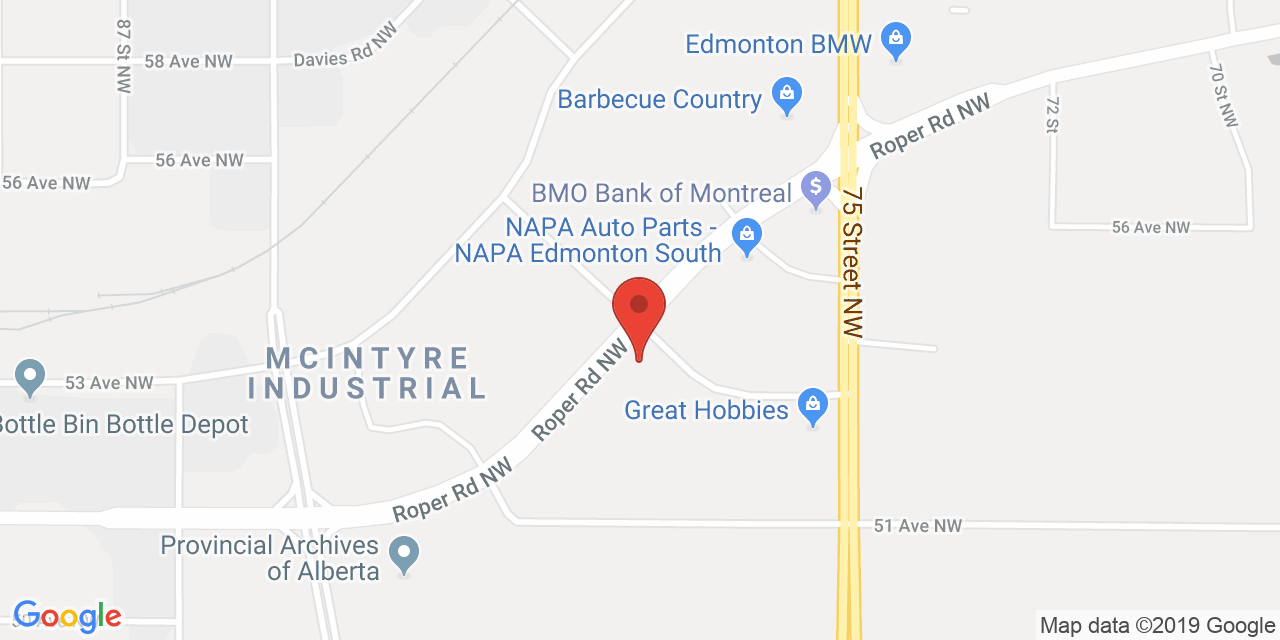 87 St NW
58 Ave NW
Davies Rd NW
Edmonton BMW
Barbecue Country
Roper Rd NW
72 St
70 St NW
56 Ave NW
56 Ave NW
BMO Bank of Montreal
$
NAPA Auto Parts -
NAPA Edmonton South
75 Street NW
56 Ave NW
MCINTYRE
INDUSTRIAL
53 Ave NW
Roper Rd NW
Great Hobbies
Bottle Bin Bottle Depot
Roper Rd NW
51 Ave NW
Provincial Archives
of Alberta
Google
Map data ©2019 Google